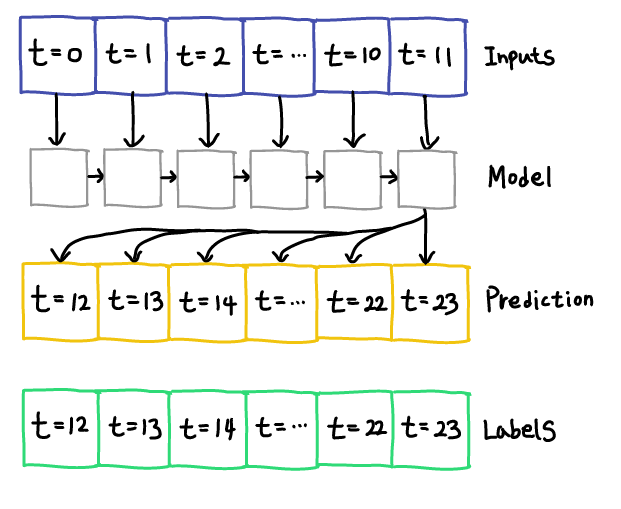 t=0 t=1 t=2 t=... t=10 t=11 Inputs
Model
t=12 t=13 t=14 t=... t=22 t=23 Prediction
t=12 t=13 t=14 t=... t=22 t=23 Labels